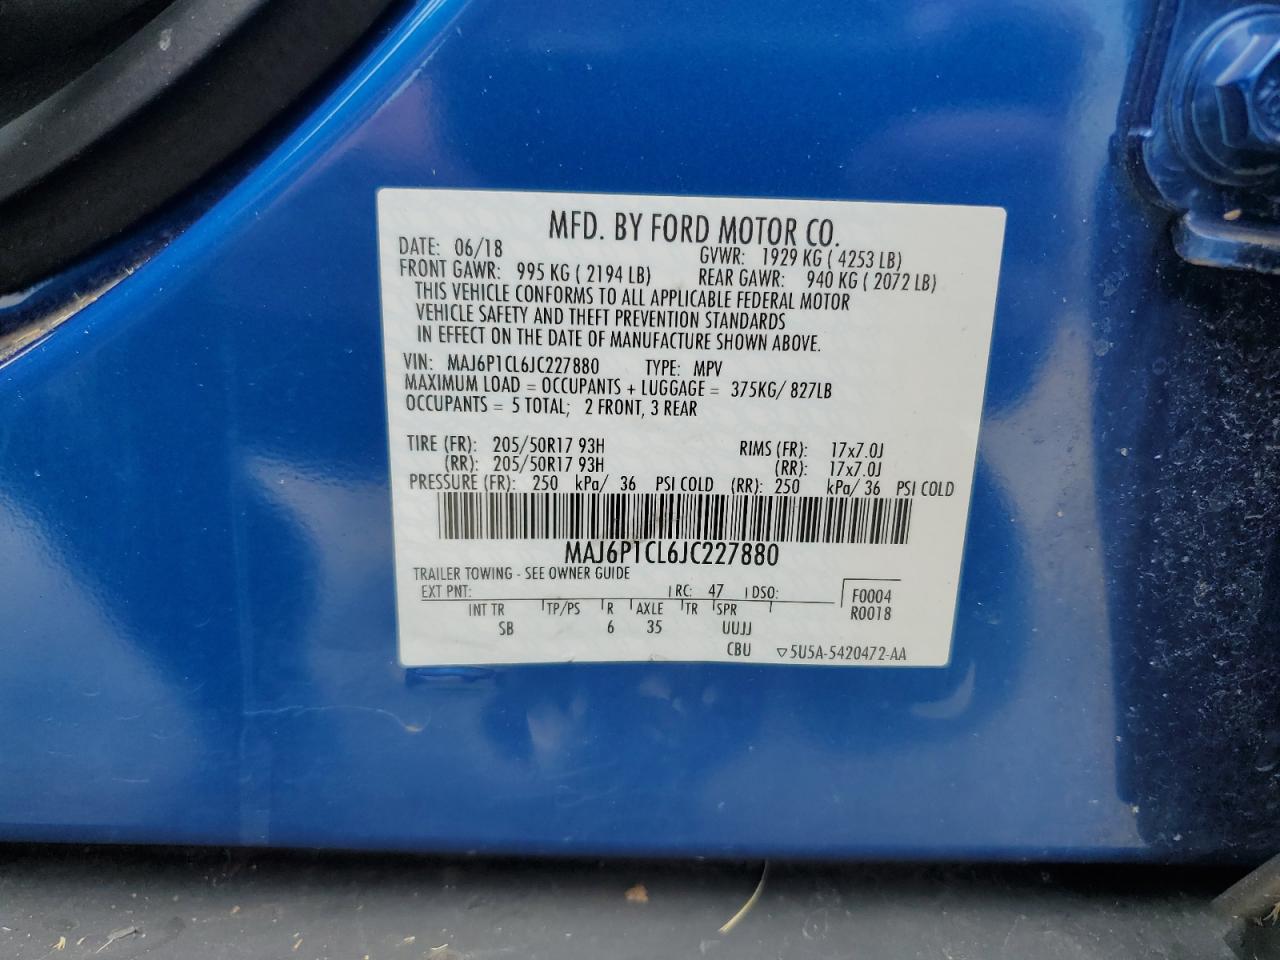 MFD. BY FORD MOTOR CO.
DATE: 06/18 GVWR: 1929 KG ( 4253 LB)
FRONT GAWR: 995 KG ( 2194 LB) REAR GAWR: 940 KG ( 2072 LB)
THIS VEHICLE CONFORMS TO ALL APPLICABLE FEDERAL MOTOR
VEHICLE SAFETY AND THEFT PREVENTION STANDARDS
IN EFFECT ON THE DATE OF MANUFACTURE SHOWN ABOVE.
VIN: MAJ6P1CL6JC227880 TYPE: MPV
MAXIMUM LOAD = OCCUPANTS + LUGGAGE = 375KG/ 827LB
OCCUPANTS = 5 TOTAL; 2 FRONT, 3 REAR
TIRE (FR): 205/50R17 93H RIMS (FR): 17x7.0J
(RR): 205/50R17 93H (RR): 17x7.0J
PRESSURE (FR): 250 kPa/ 36 PSI COLD (RR): 250 kPa/ 36 PSI COLD
MAJ6P1CL6JC227880
TRAILER TOWING - SEE OWNER GUIDE
EXT PNT: RC: 47 DSO: F0004
INT TR TP/PS R AXLE TR SPR R0018
SB 6 35 UUJJ
CBU ▽5U5A-5420472-AA